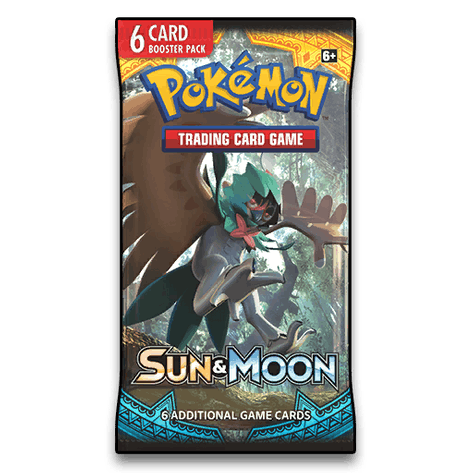 6 CARD
BOOSTER PACK
6+
POKéMON
TRADING CARD GAME
SUN & MOON
6 ADDITIONAL GAME CARDS